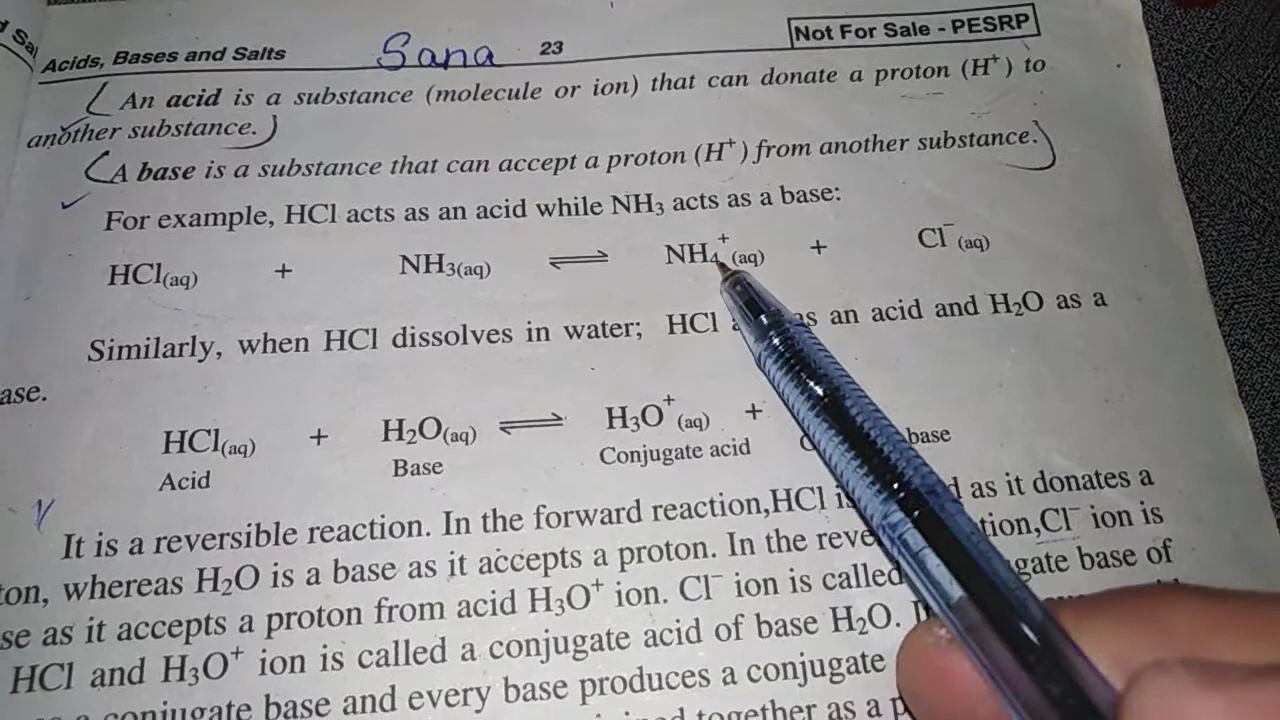 Acids, Bases and Salts Sana 23 Not For Sale - PESRP
An acid is a substance (molecule or ion) that can donate a proton (H⁺) to
another substance.
A base is a substance that can accept a proton (H⁺) from another substance.
For example, HCl acts as an acid while NH₃ acts as a base:
HCl(aq) + NH₃(aq) ⇌ NH₄⁺(aq) + Cl⁻(aq)
Similarly, when HCl dissolves in water; HCl as an acid and H₂O as a
ase.
HCl(aq) + H₂O(aq) ⇌ H₃O⁺(aq) +
Acid Base Conjugate acid base
It is a reversible reaction. In the forward reaction,HCl is as it donates a
ton, whereas H₂O is a base as it accepts a proton. In the reve tion,Cl⁻ ion is
se as it accepts a proton from acid H₃O⁺ ion. Cl⁻ ion is called gate base of
HCl and H₃O⁺ ion is called a conjugate acid of base H₂O.
a conjugate base and every base produces a conjugate
together as a p